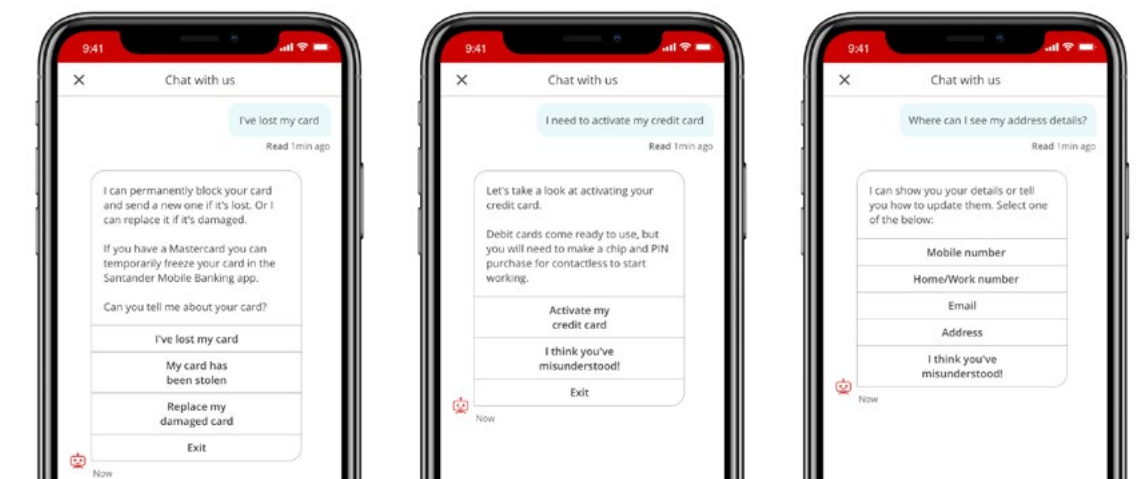 9:41
Chat with us
I've lost my card
Read 1min ago
I can permanently block your card
and send a new one if it's lost. Or I
can replace it if it's damaged.
If you have a Mastercard you can
temporarily freeze your card in the
Santander Mobile Banking app.
Can you tell me about your card?
I've lost my card
My card has
been stolen
Replace my
damaged card
Exit
Now
9:41
Chat with us
I need to activate my credit card
Read 1min ago
Let's take a look at activating your
credit card.
Debit cards come ready to use, but
you will need to make a chip and PIN
purchase for contactless to start
working.
Activate my
credit card
I think you've
misunderstood!
Exit
Now
9:41
Chat with us
Where can I see my address details?
Read 1min ago
I can show you your details or tell
you how to update them. Select one
of the below:
Mobile number
Home/Work number
Email
Address
I think you've
misunderstood!
Now